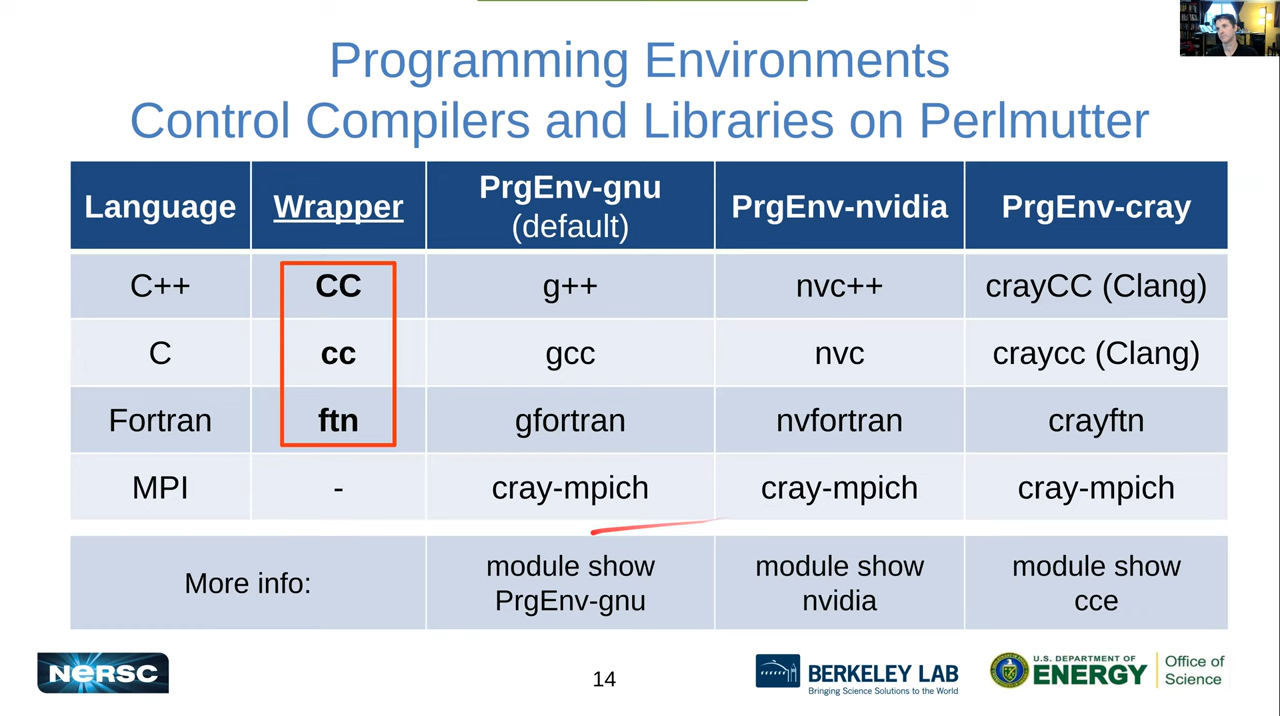 Programming Environments
Control Compilers and Libraries on Perlmutter
Language Wrapper PrgEnv-gnu (default) PrgEnv-nvidia PrgEnv-cray
C++ CC g++ nvc++ crayCC (Clang)
C cc gcc nvc craycc (Clang)
Fortran ftn gfortran nvfortran crayftn
MPI - cray-mpich cray-mpich cray-mpich
More info: module show PrgEnv-gnu module show nvidia module show cce
NERSC
14
BERKELEY LAB
Bringing Science Solutions to the World
U.S. DEPARTMENT OF
ENERGY
Office of
Science